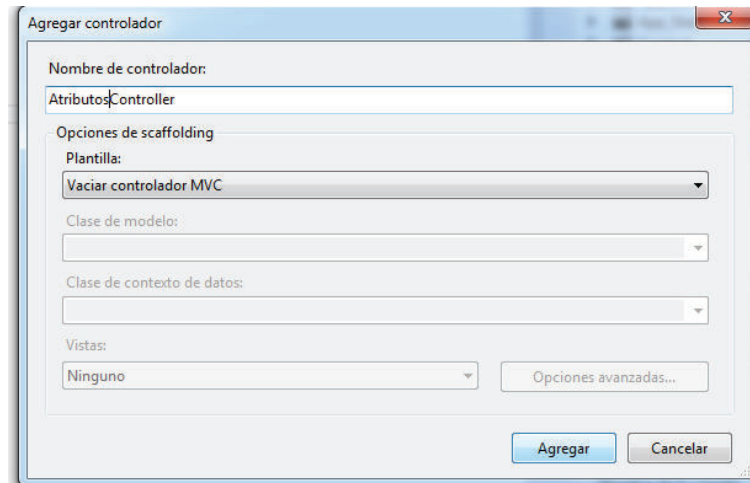 Agregar controlador
Nombre de controlador:
AtributosController
Opciones de scaffolding
Plantilla:
Vaciar controlador MVC
Clase de modelo:
Clase de contexto de datos:
Vistas:
Ninguno
Opciones avanzadas...
Agregar
Cancelar